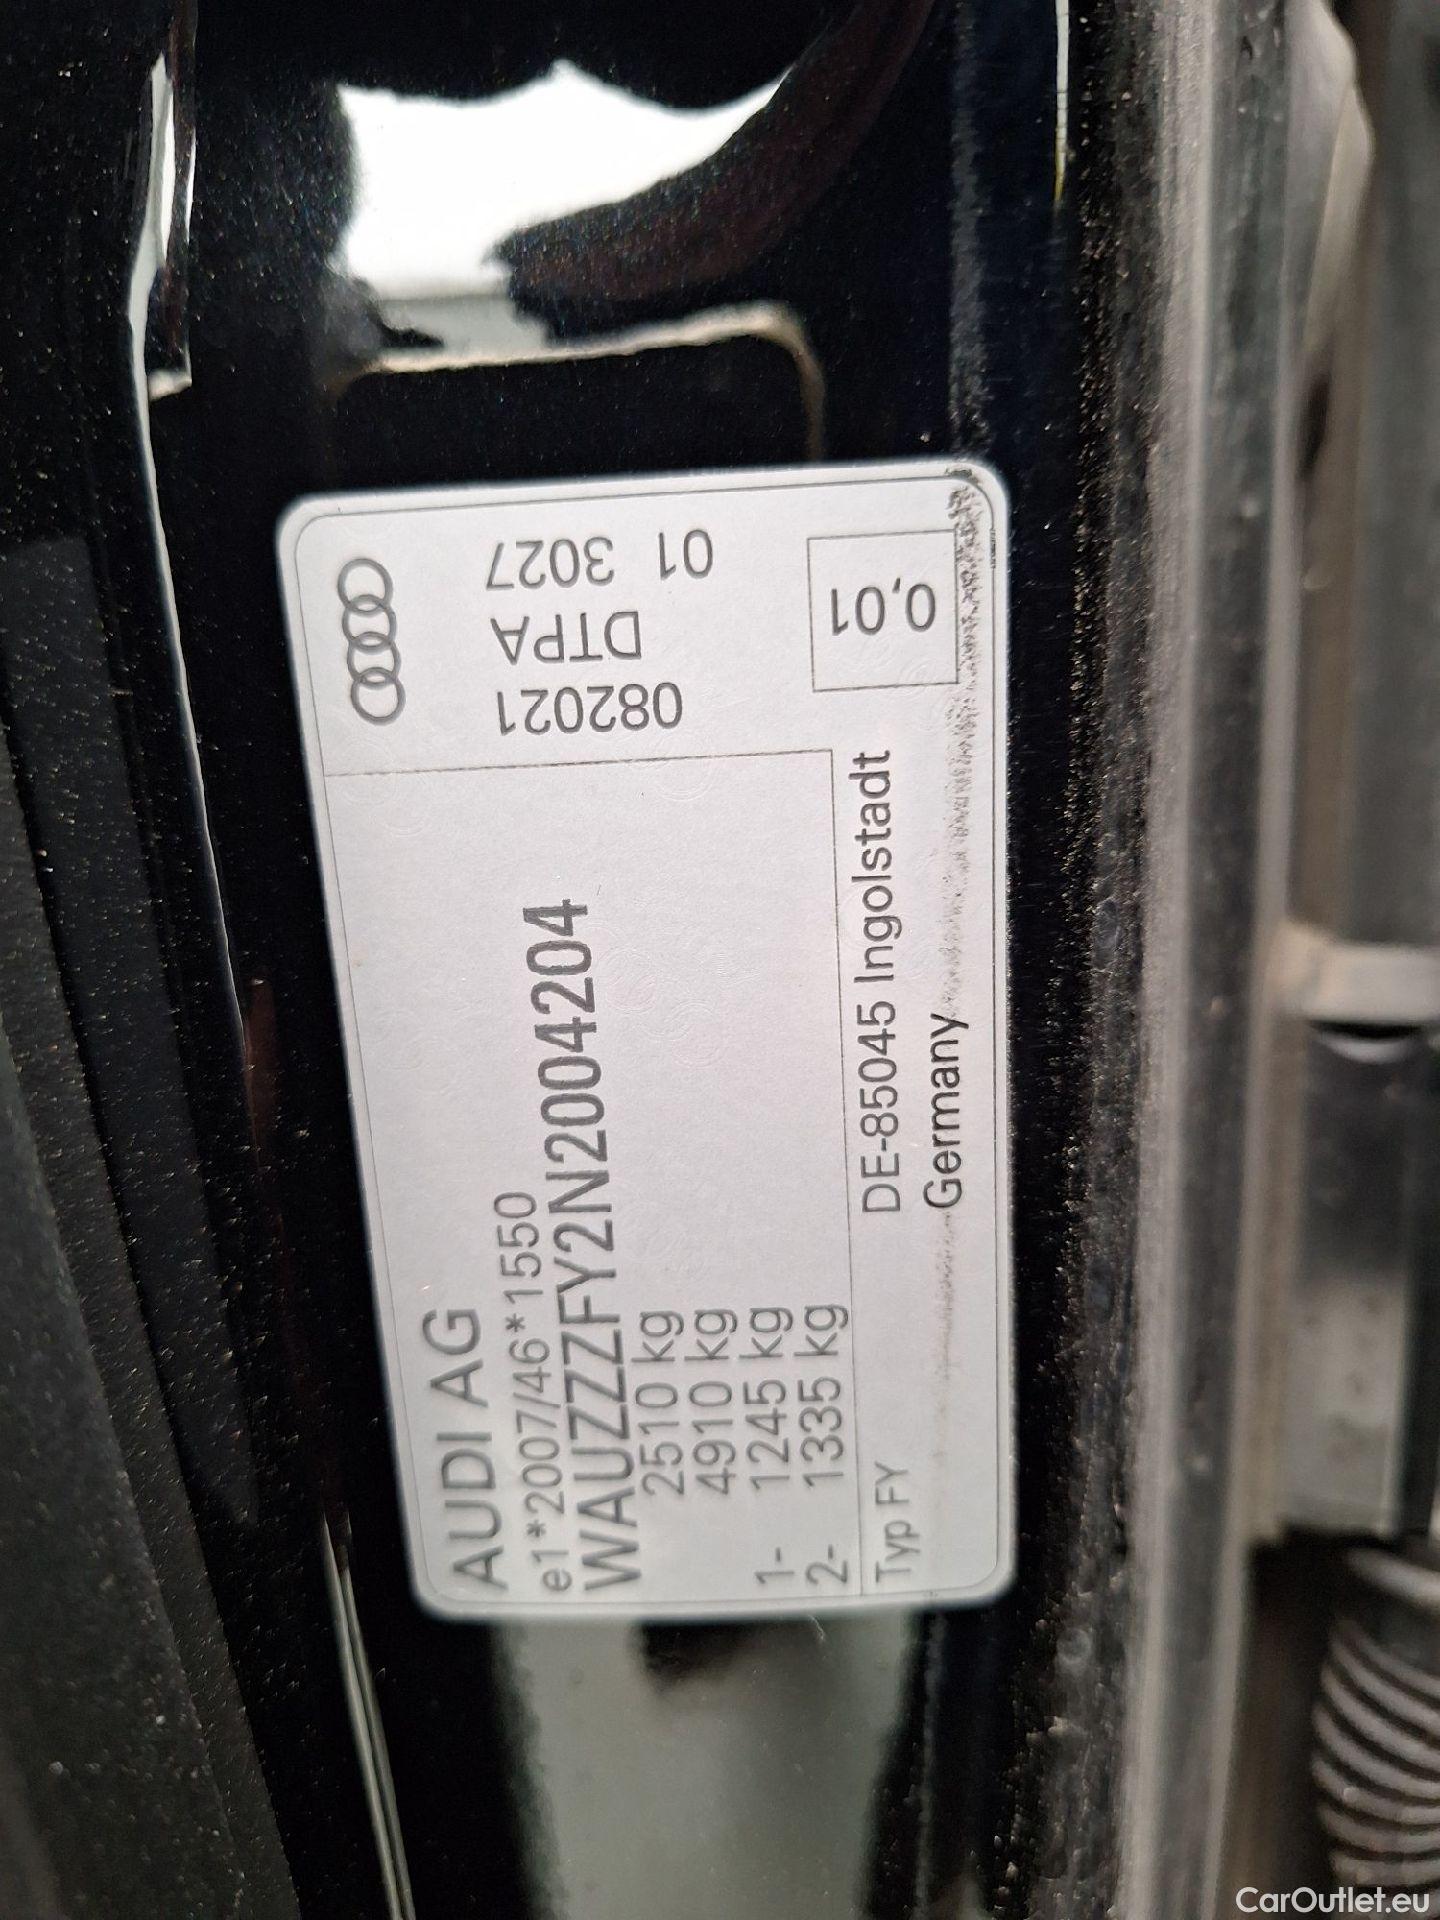 AUDI AG
e1*2007/46*1550
WAUZZZFY2N2004204
2510 kg
4910 kg
1- 1245 kg
2- 1335 kg
Typ FY
DE-85045 Ingolstadt
Germany
082021
DTPA
01 3027
0,01
CarOutlet.eu